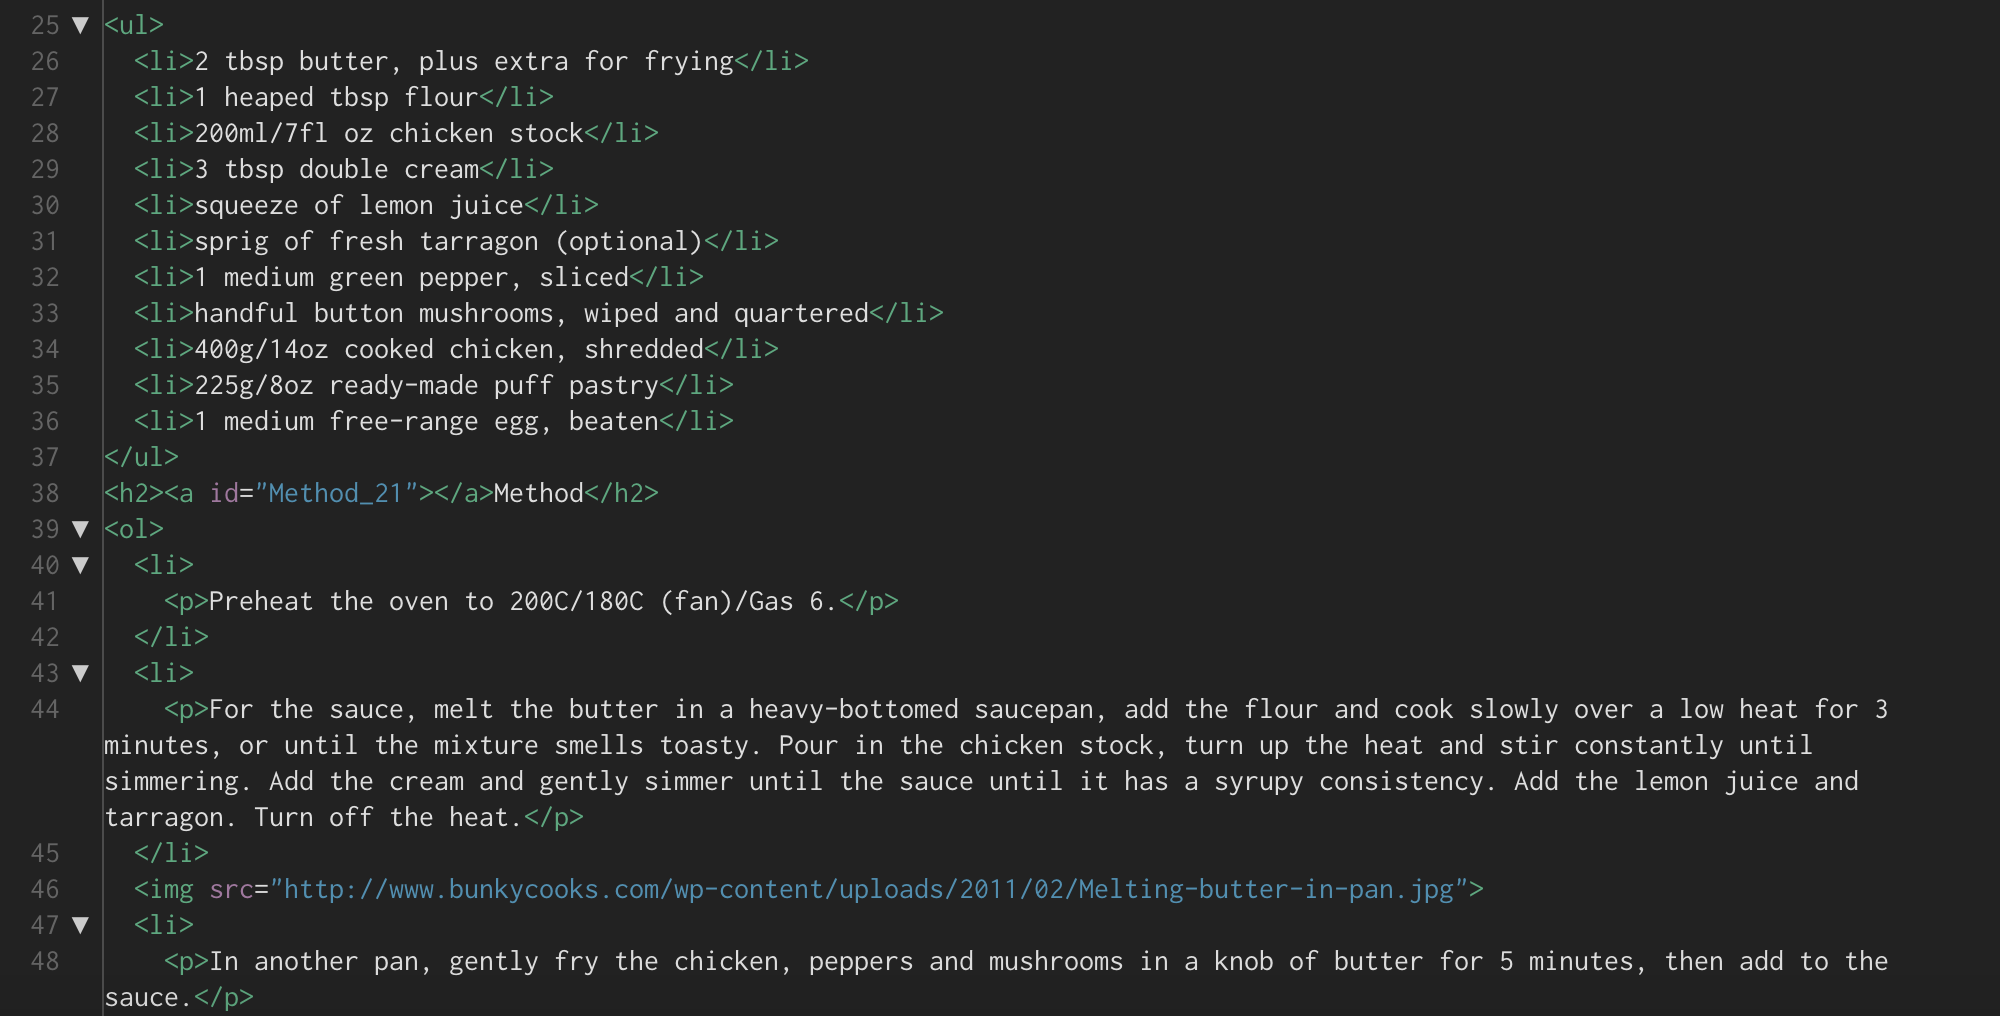 25 ▼ <ul>
26 <li>2 tbsp butter, plus extra for frying</li>
27 <li>1 heaped tbsp flour</li>
28 <li>200ml/7fl oz chicken stock</li>
29 <li>3 tbsp double cream</li>
30 <li>squeeze of lemon juice</li>
31 <li>sprig of fresh tarragon (optional)</li>
32 <li>1 medium green pepper, sliced</li>
33 <li>handful button mushrooms, wiped and quartered</li>
34 <li>400g/14oz cooked chicken, shredded</li>
35 <li>225g/8oz ready-made puff pastry</li>
36 <li>1 medium free-range egg, beaten</li>
37 </ul>
38 <h2><a id="Method_21"></a>Method</h2>
39 ▼ <ol>
40 ▼ <li>
41 <p>Preheat the oven to 200C/180C (fan)/Gas 6.</p>
42 </li>
43 ▼ <li>
44 <p>For the sauce, melt the butter in a heavy-bottomed saucepan, add the flour and cook slowly over a low heat for 3
minutes, or until the mixture smells toasty. Pour in the chicken stock, turn up the heat and stir constantly until
simmering. Add the cream and gently simmer until the sauce until it has a syrupy consistency. Add the lemon juice and
tarragon. Turn off the heat.</p>
45 </li>
46 <img src="http://www.bunkycooks.com/wp-content/uploads/2011/02/Melting-butter-in-pan.jpg">
47 ▼ <li>
48 <p>In another pan, gently fry the chicken, peppers and mushrooms in a knob of butter for 5 minutes, then add to the
sauce.</p>